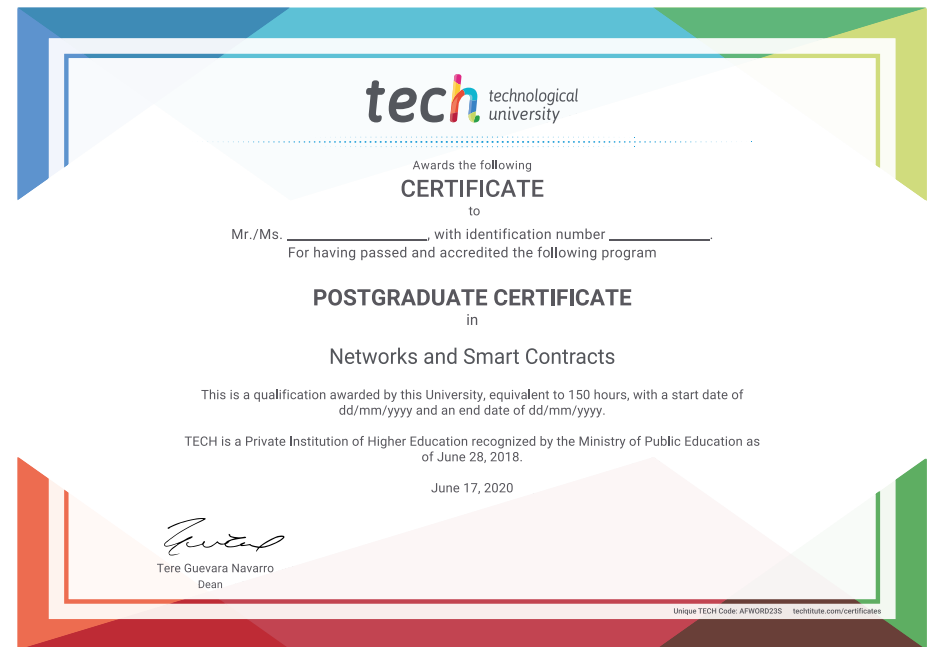 tech technological
university
Awards the following
CERTIFICATE
to
Mr./Ms. ____________________, with identification number ______________.
For having passed and accredited the following program
POSTGRADUATE CERTIFICATE
in
Networks and Smart Contracts
This is a qualification awarded by this University, equivalent to 150 hours, with a start date of
dd/mm/yyyy and an end date of dd/mm/yyyy.
TECH is a Private Institution of Higher Education recognized by the Ministry of Public Education as
of June 28, 2018.
June 17, 2020
Tere Guevara Navarro
Dean
Unique TECH Code: AFWORD23S techtitute.com/certificates